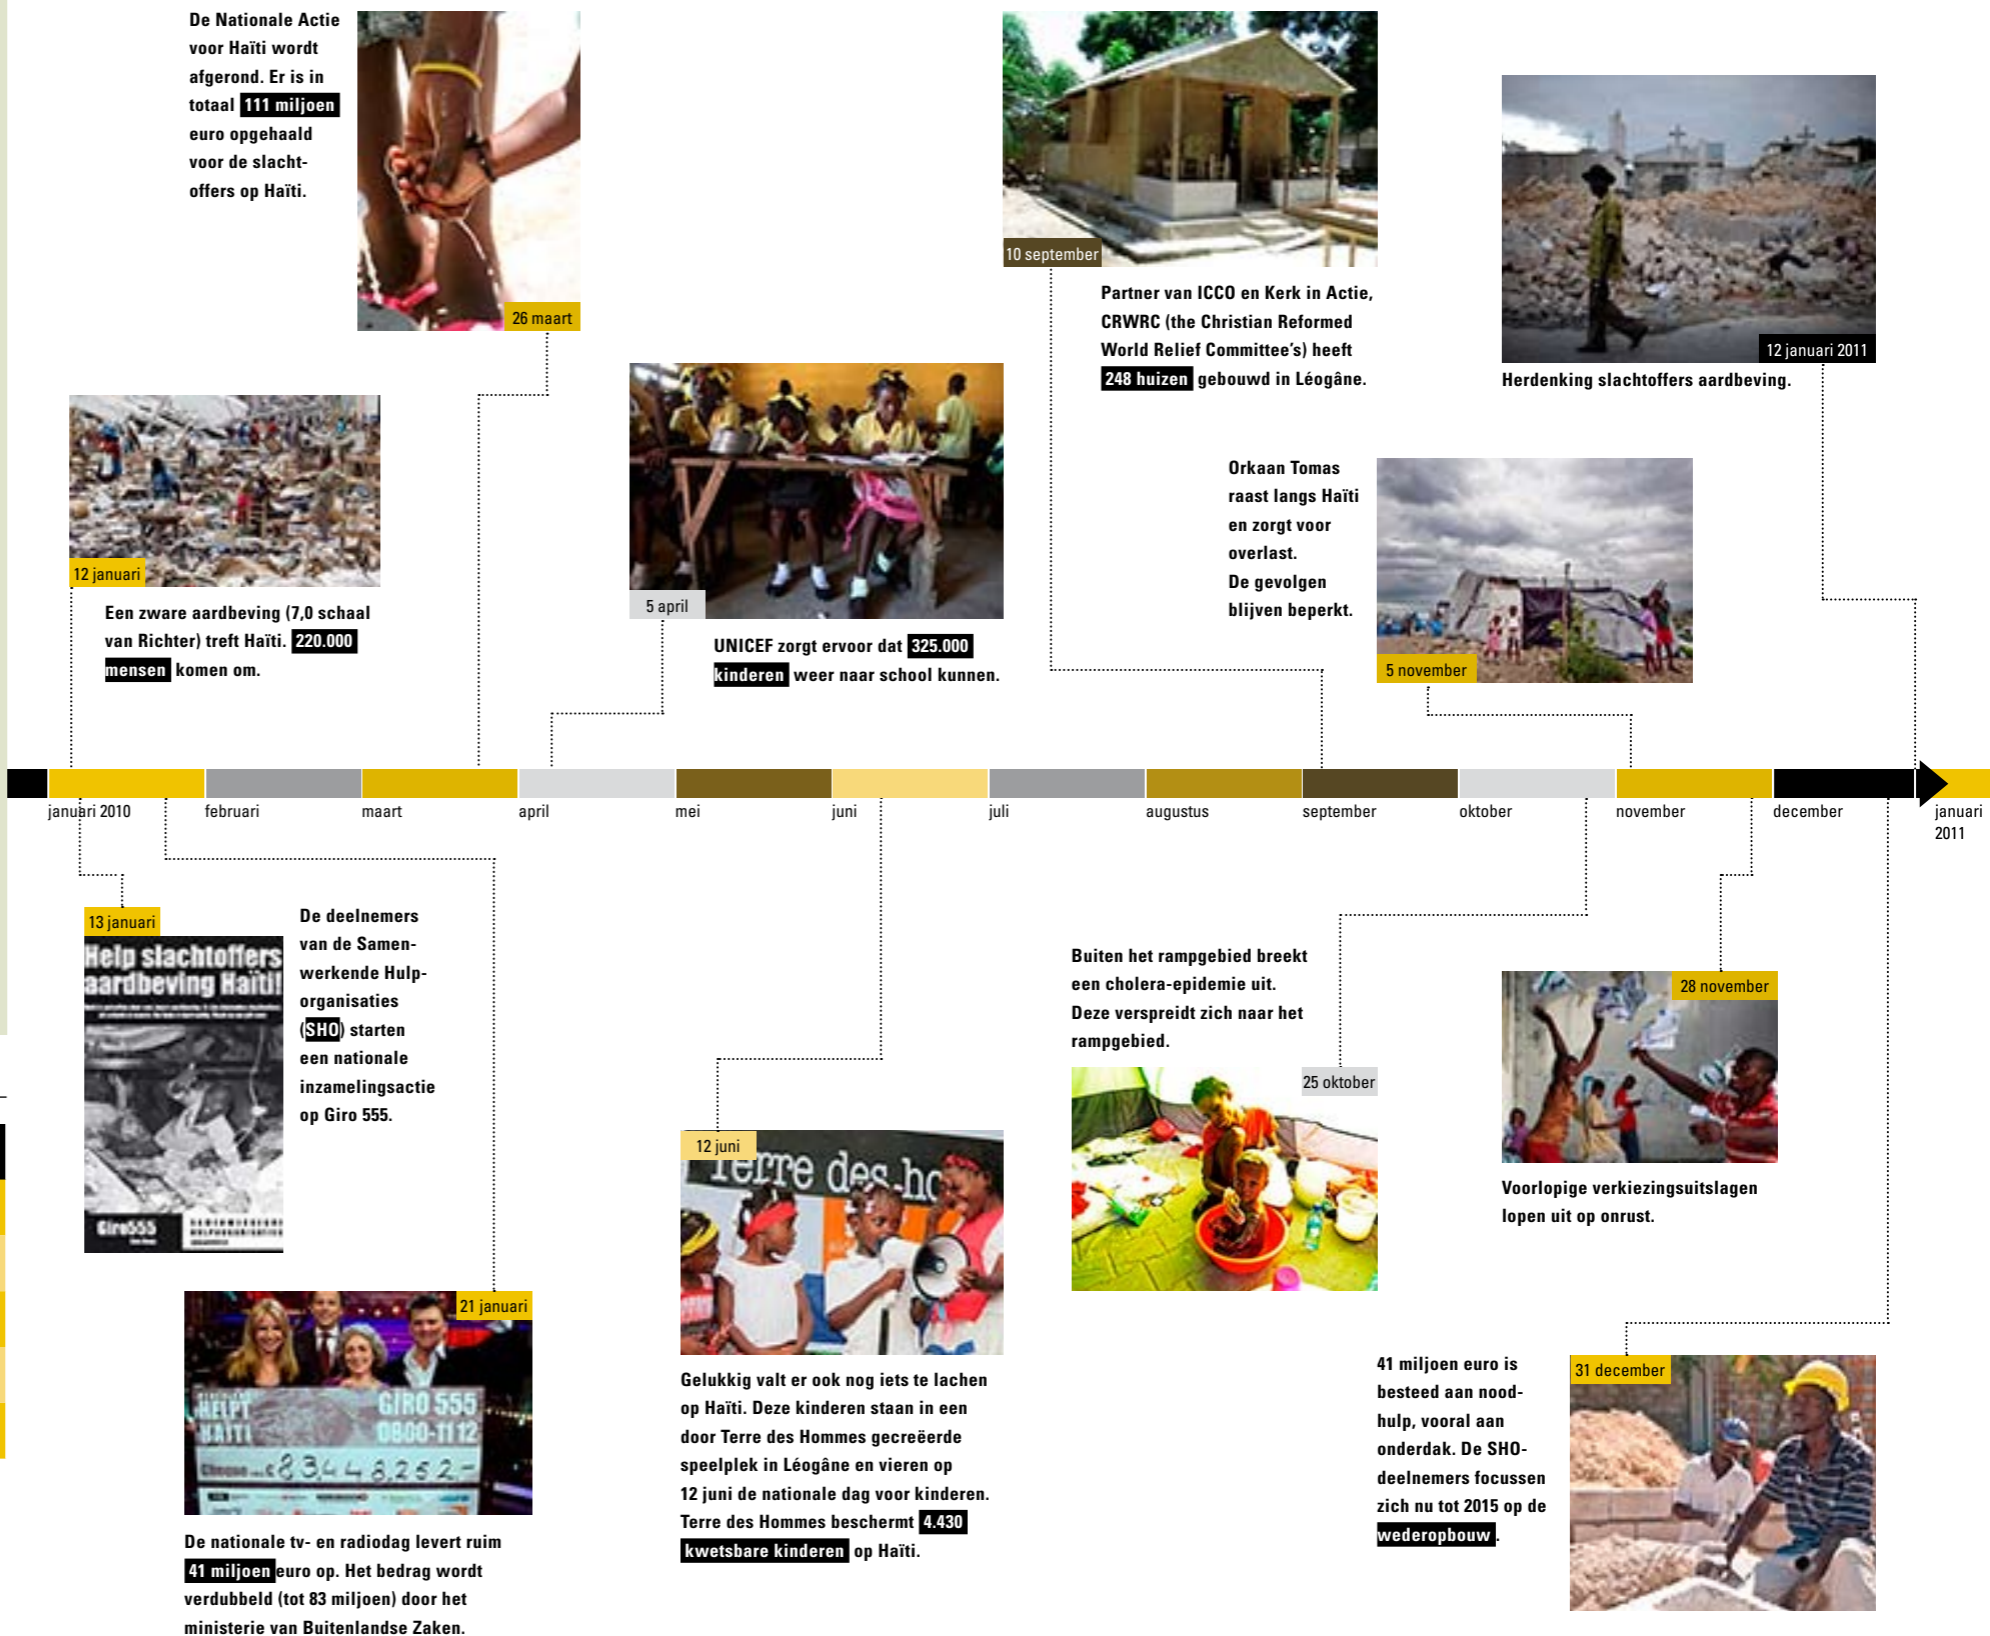 De Nationale Actie
voor Haïti wordt
afgerond. Er is in
totaal 111 miljoen
euro opgehaald
voor de slacht-
offers op Haïti.
26 maart
12 januari
Een zware aardbeving (7,0 schaal
van Richter) treft Haïti. 220.000
mensen komen om.
5 april
UNICEF zorgt ervoor dat 325.000
kinderen weer naar school kunnen.
10 september
Partner van ICCO en Kerk in Actie,
CRWRC (the Christian Reformed
World Relief Committee's) heeft
248 huizen gebouwd in Léogâne.
12 januari 2011
Herdenking slachtoffers aardbeving.
Orkaan Tomas
raast langs Haïti
en zorgt voor
overlast.
De gevolgen
blijven beperkt.
5 november
januari 2010
februari
maart
april
mei
juni
juli
augustus
september
oktober
november
december
januari
2011
13 januari
Help slachtoffers
aardbeving Haïti!
Giro555
De deelnemers
van de Samen-
werkende Hulp-
organisaties
(SHO) starten
een nationale
inzamelingsactie
op Giro 555.
21 januari
HELPT
HAITI
GIRO 555
0800-1112
Cheque € 83.448.252.-
De nationale tv- en radiodag levert ruim
41 miljoen euro op. Het bedrag wordt
verdubbeld (tot 83 miljoen) door het
ministerie van Buitenlandse Zaken.
12 juni
Terre des ho
Gelukkig valt er ook nog iets te lachen
op Haïti. Deze kinderen staan in een
door Terre des Hommes gecreëerde
speelplek in Léogâne en vieren op
12 juni de nationale dag voor kinderen.
Terre des Hommes beschermt 4.430
kwetsbare kinderen op Haïti.
Buiten het rampgebied breekt
een cholera-epidemie uit.
Deze verspreidt zich naar het
rampgebied.
25 oktober
28 november
Voorlopige verkiezingsuitslagen
lopen uit op onrust.
31 december
41 miljoen euro is
besteed aan nood-
hulp, vooral aan
onderdak. De SHO-
deelnemers focussen
zich nu tot 2015 op de
wederopbouw.